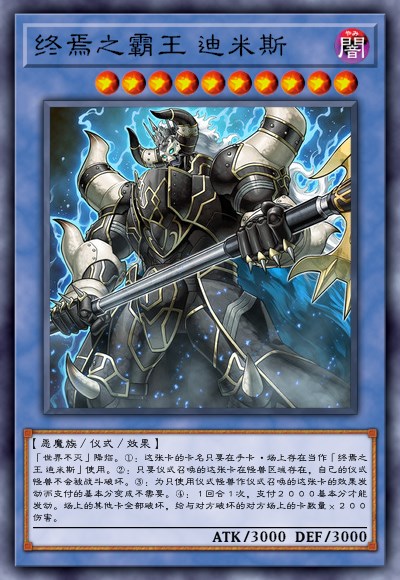 终焉之霸王 迪米斯
やみ
闇
【恶魔族／仪式／效果】
「世界不灭」降临。①：这张卡的卡名只要在手卡·场上存在当作「终焉之
王 迪米斯」使用。②：只要仪式召唤的这张卡在怪兽区域存在，自己的仪式
怪兽不会被战斗破坏。③：为只使用仪式怪兽作仪式召唤的这张卡的效果发
动而支付的基本分变成不需要。④：1回合1次，支付２０００基本分才能
发动。场上的其他卡全部破坏，给与对方破坏的对方场上的卡数量×２００
伤害。
ATK/3000 DEF/3000